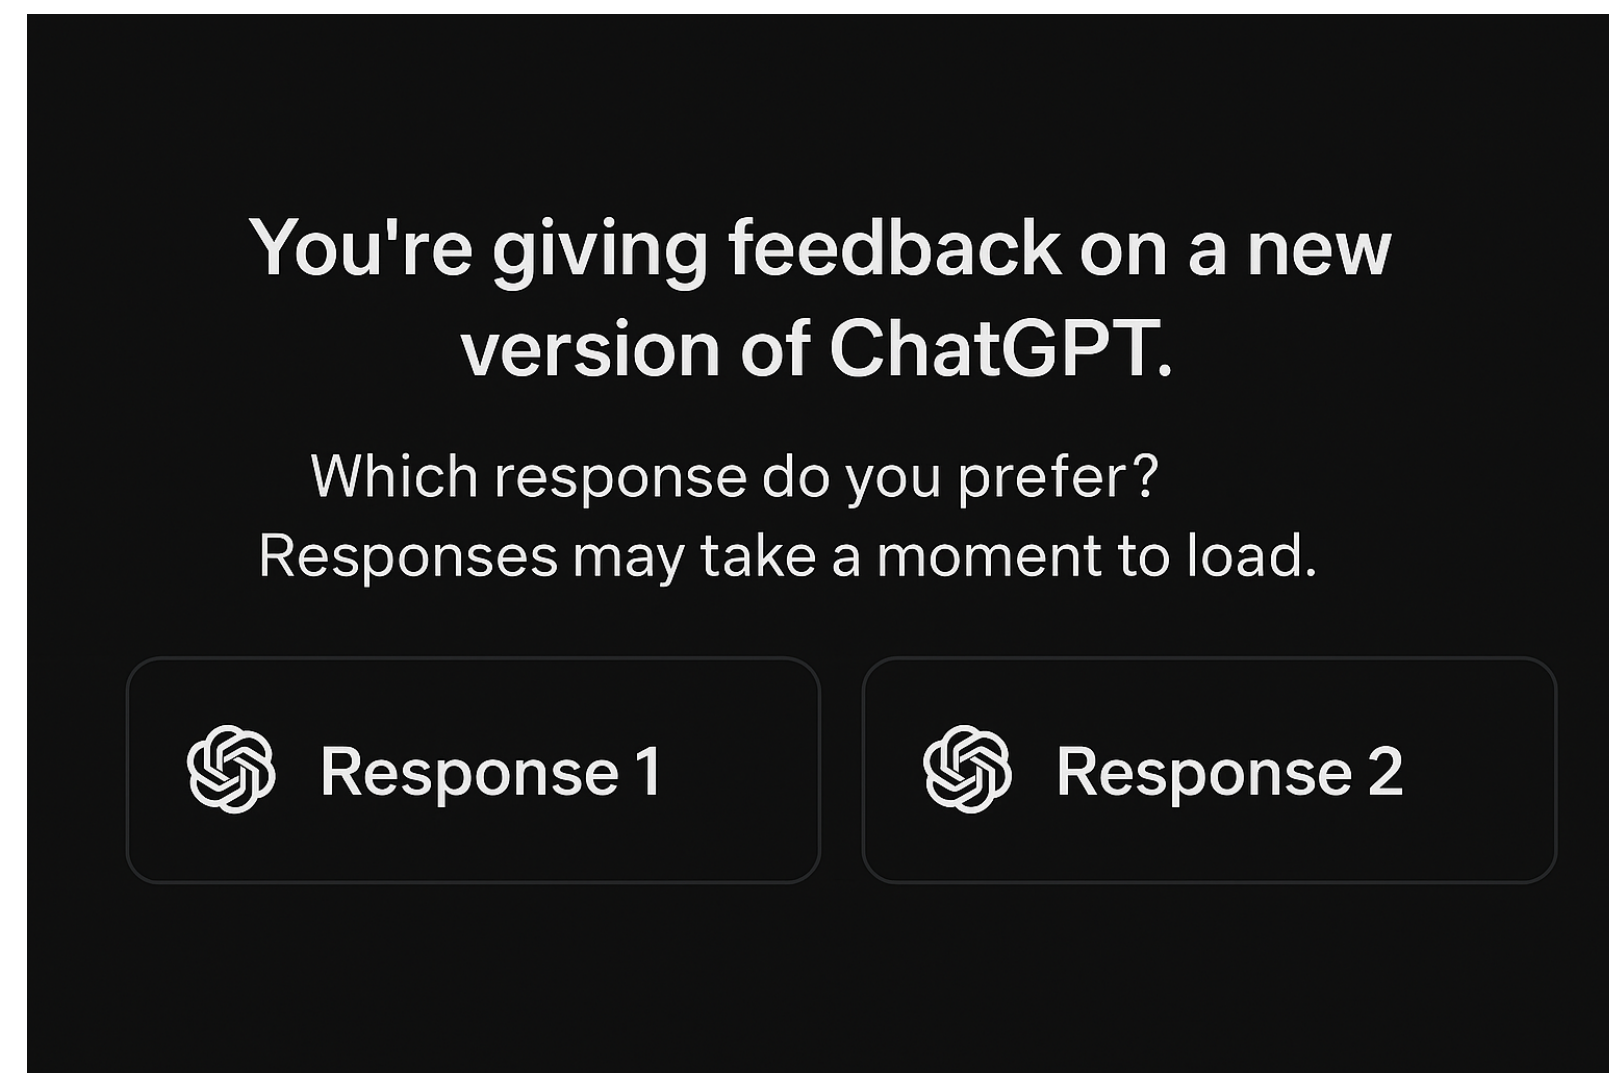 You're giving feedback on a new
version of ChatGPT.
Which response do you prefer?
Responses may take a moment to load.
Response 1
Response 2